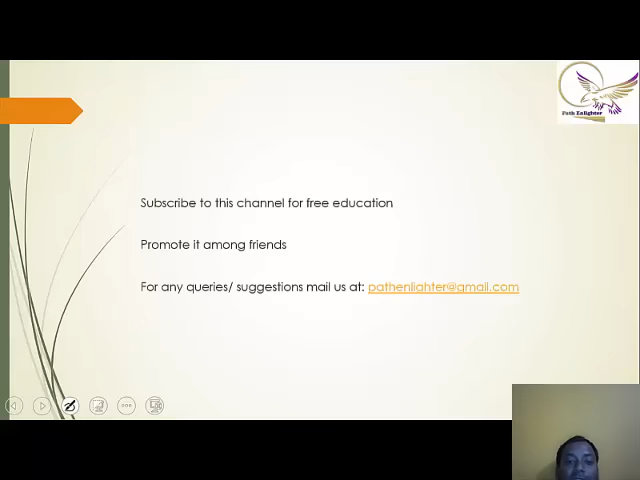 Path Enlighter
Subscribe to this channel for free education
Promote it among friends
For any queries/ suggestions mail us at: pathenlighter@gmail.com